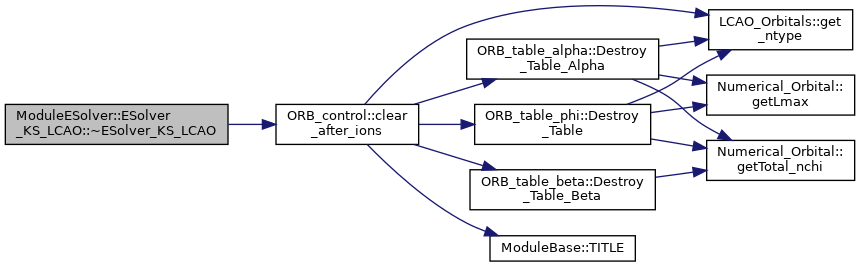 ModuleESolver::ESolver
_KS_LCAO::~ESolver_KS_LCAO
ORB_control::clear
_after_ions
ORB_table_alpha::Destroy
_Table_Alpha
ORB_table_phi::Destroy
_Table
ORB_table_beta::Destroy
_Table_Beta
ModuleBase::TITLE
LCAO_Orbitals::get
_ntype
Numerical_Orbital::
getLmax
Numerical_Orbital::
getTotal_nchi